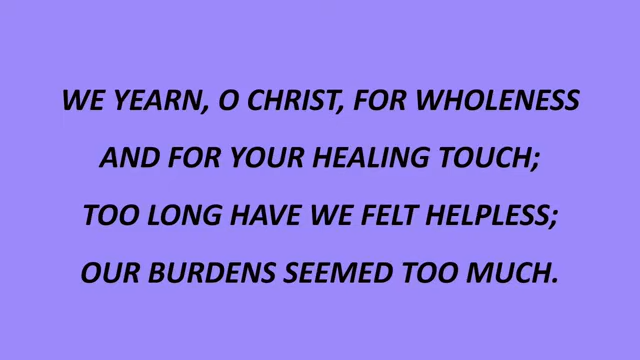 WE YEARN, O CHRIST, FOR WHOLENESS
AND FOR YOUR HEALING TOUCH;
TOO LONG HAVE WE FELT HELPLESS;
OUR BURDENS SEEMED TOO MUCH.